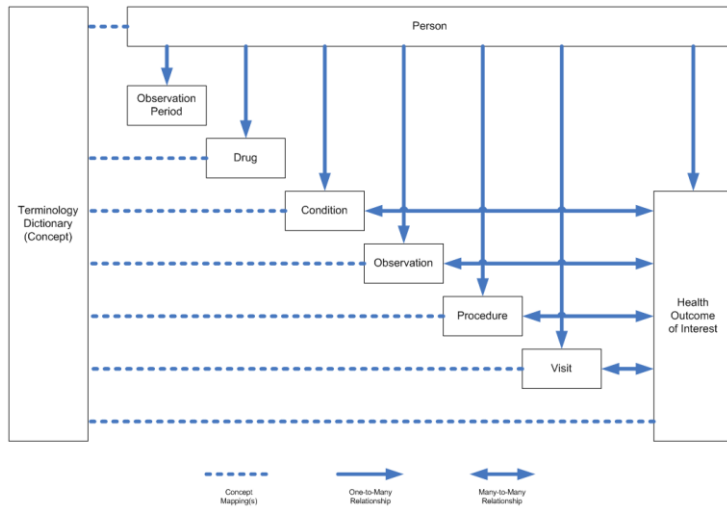 Person
Observation
Period
Drug
Terminology
Dictionary
(Concept)
Condition
Observation
Health
Outcome
of Interest
Procedure
Visit
Concept
Mapping(s)
One-to-Many
Relationship
Many-to-Many
Relationship